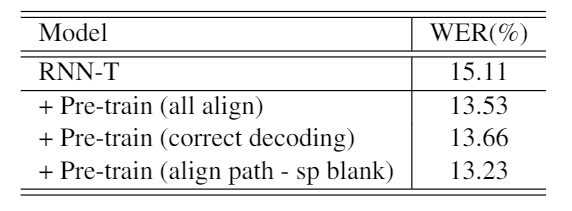 Model WER(%)
RNN-T 15.11
+ Pre-train (all align) 13.53
+ Pre-train (correct decoding) 13.66
+ Pre-train (align path - sp blank) 13.23